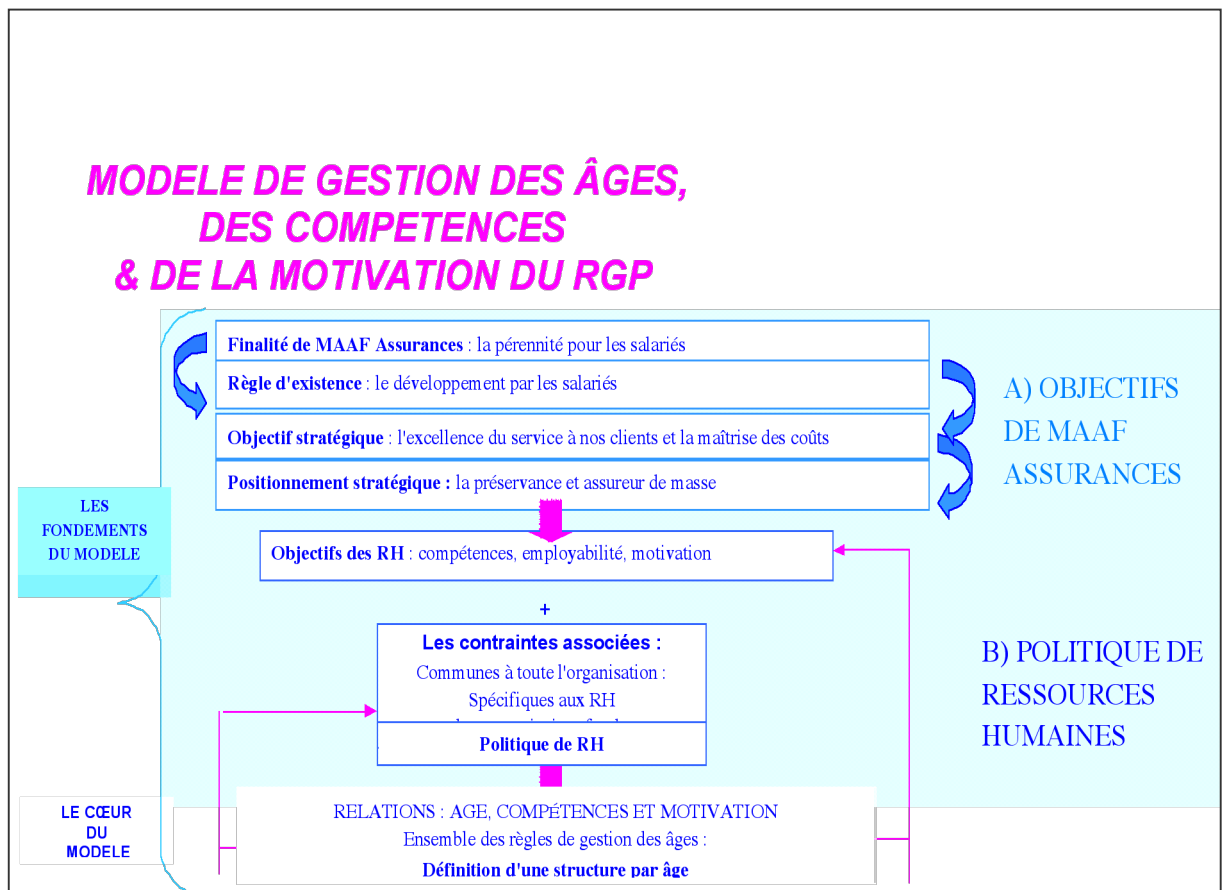 MODELE DE GESTION DES ÂGES,
DES COMPETENCES
& DE LA MOTIVATION DU RGP
Finalité de MAAF Assurances : la pérennité pour les salariés
Règle d'existence : le développement par les salariés
Objectif stratégique : l'excellence du service à nos clients et la maîtrise des coûts
Positionnement stratégique : la préservance et assureur de masse
A) OBJECTIFS
DE MAAF
ASSURANCES
LES
FONDEMENTS
DU MODELE
Objectifs des RH : compétences, employabilité, motivation
+
Les contraintes associées :
Communes à toute l'organisation :
Spécifiques aux RH
Politique de RH
B) POLITIQUE DE
RESSOURCES
HUMAINES
LE CŒUR
DU
MODELE
RELATIONS : AGE, COMPÉTENCES ET MOTIVATION
Ensemble des règles de gestion des âges :
Définition d'une structure par âge